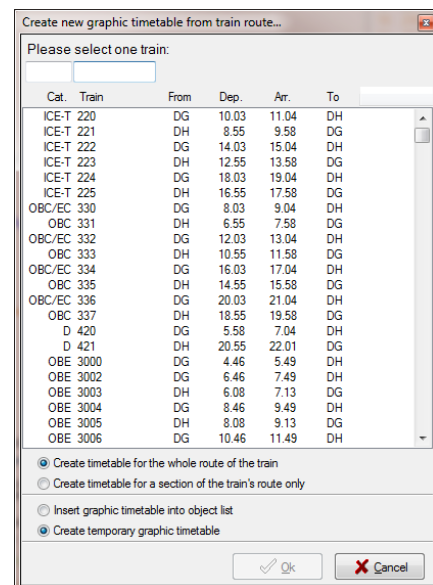 Create new graphic timetable from train route...
Please select one train:
Cat. Train From Dep. Arr. To
ICE-T 220 DG 10.03 11.04 DH
ICE-T 221 DH 8.55 9.58 DG
ICE-T 222 DG 14.03 15.04 DH
ICE-T 223 DH 12.55 13.58 DG
ICE-T 224 DG 18.03 19.04 DH
ICE-T 225 DH 16.55 17.58 DG
OBC/EC 330 DG 8.03 9.04 DH
OBC 331 DH 6.55 7.58 DG
OBC/EC 332 DG 12.03 13.04 DH
OBC 333 DH 10.55 11.58 DG
OBC/EC 334 DG 16.03 17.04 DH
OBC 335 DH 14.55 15.58 DG
OBC/EC 336 DG 20.03 21.04 DH
OBC 337 DH 18.55 19.58 DG
D 420 DG 5.58 7.04 DH
D 421 DH 20.55 22.01 DG
OBE 3000 DG 4.46 5.49 DH
OBE 3002 DG 6.46 7.49 DH
OBE 3003 DH 6.08 7.13 DG
OBE 3004 DG 8.46 9.49 DH
OBE 3005 DH 8.08 9.13 DG
OBE 3006 DG 10.46 11.49 DH
Create timetable for the whole route of the train
Create timetable for a section of the train's route only
Insert graphic timetable into object list
Create temporary graphic timetable
Ok Cancel